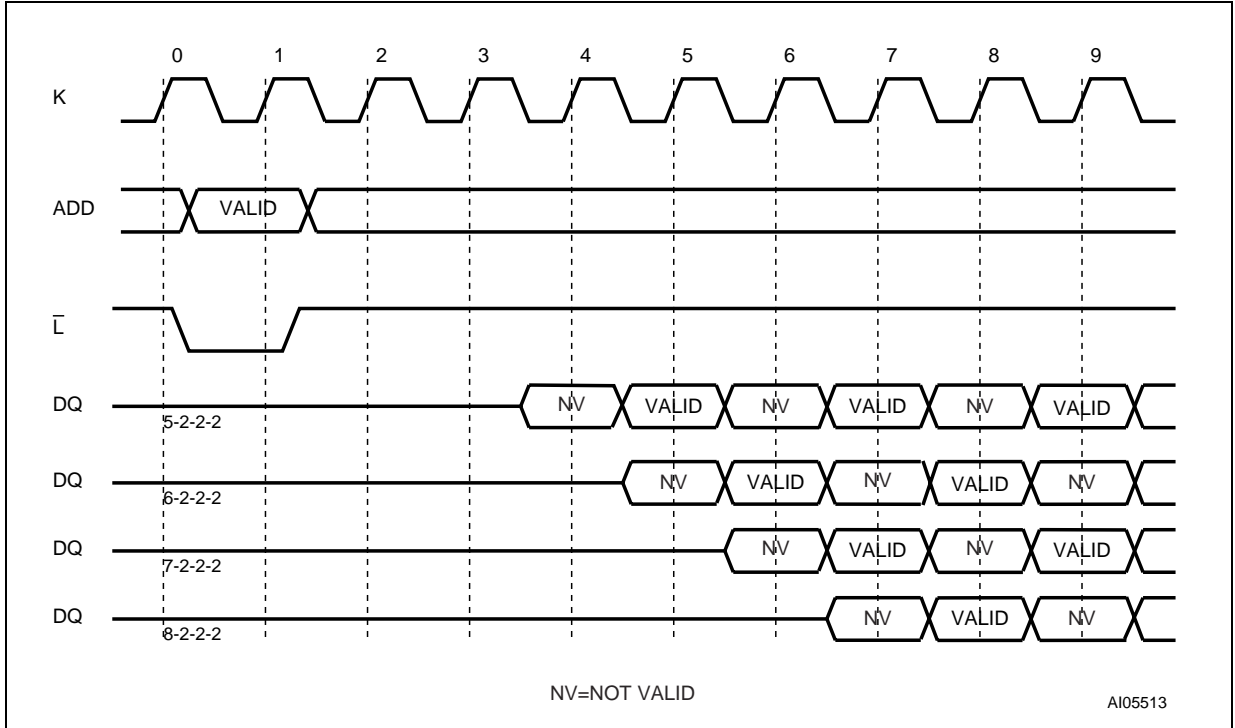 0 1 2 3 4 5 6 7 8 9
K
ADD VALID
L̅
DQ 5-2-2-2 NV VALID NV VALID NV VALID
DQ 6-2-2-2 NV VALID NV VALID NV
DQ 7-2-2-2 NV VALID NV VALID
DQ 8-2-2-2 NV VALID NV
NV=NOT VALID
AI05513